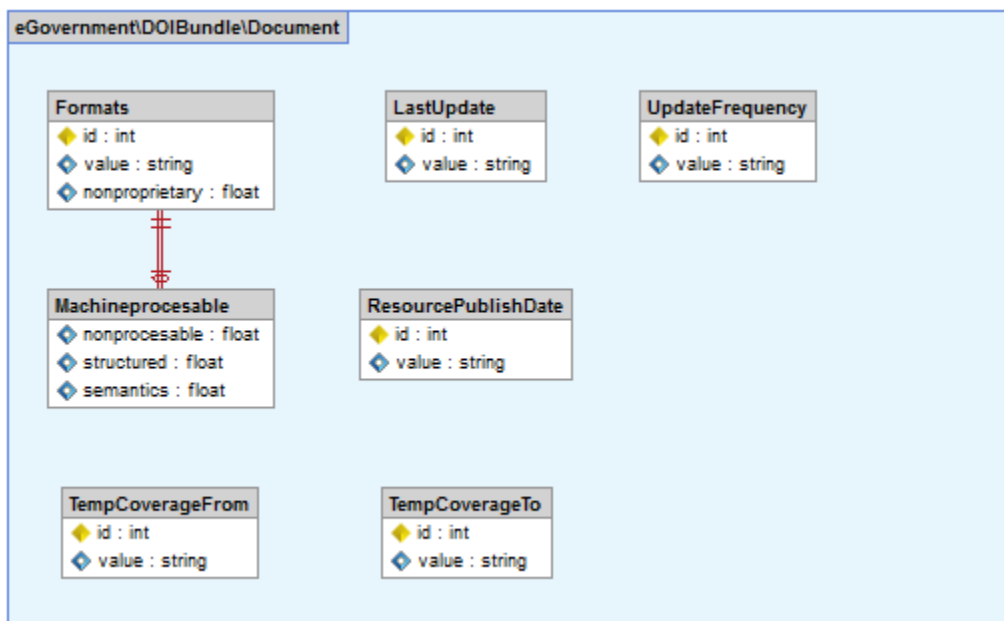 eGovernment\DOIBundle\Document
Formats
id : int
value : string
nonproprietary : float
LastUpdate
id : int
value : string
UpdateFrequency
id : int
value : string
Machineprocesable
nonprocesable : float
structured : float
semantics : float
ResourcePublishDate
id : int
value : string
TempCoverageFrom
id : int
value : string
TempCoverageTo
id : int
value : string